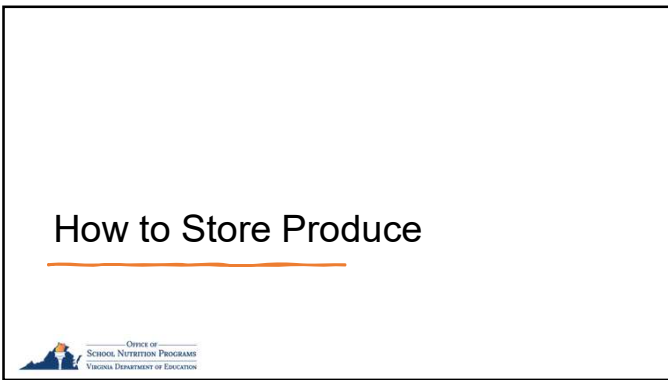 How to Store Produce
OFFICE OF
SCHOOL NUTRITION PROGRAMS
VIRGINIA DEPARTMENT OF EDUCATION